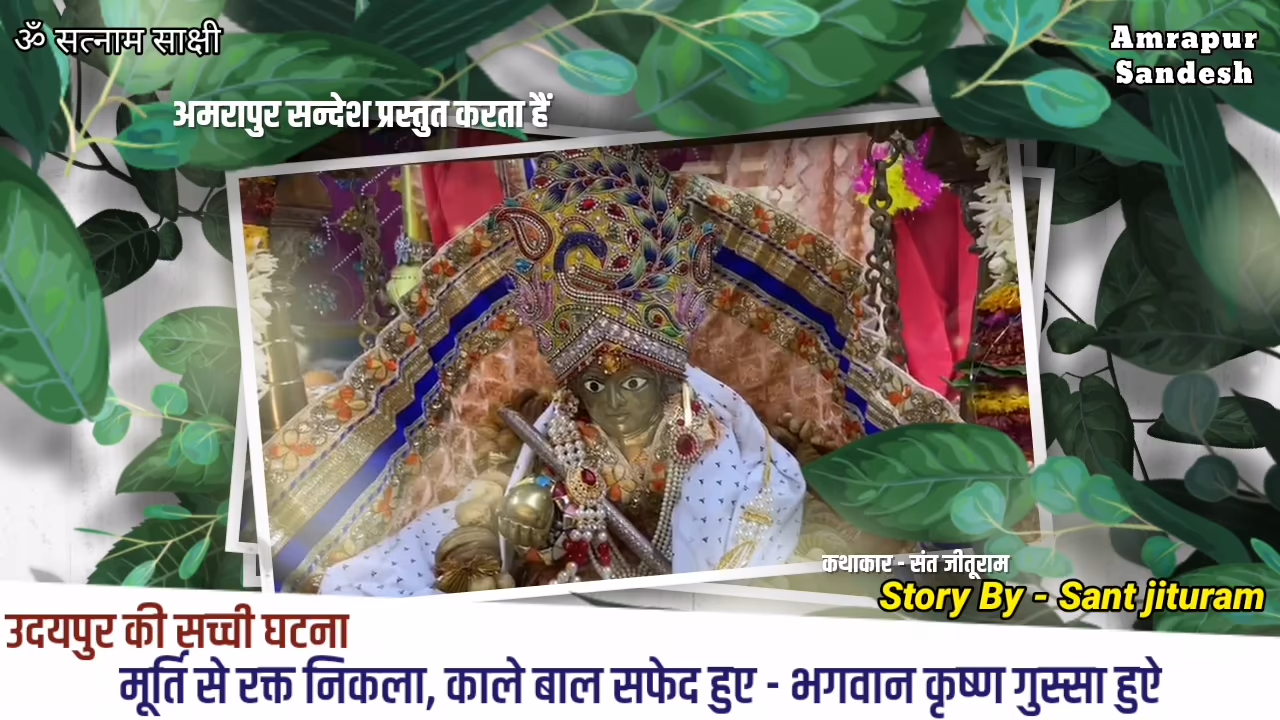 ॐ सत्नाम साक्षी
Amrapur
Sandesh
अमरापुर सन्देश प्रस्तुत करता हैं
कथाकार - संत जीतूराम
Story By - Sant jituram
उदयपुर की सच्ची घटना
मूर्ति से रक्त निकला, काले बाल सफेद हुए - भगवान कृष्ण गुस्सा हुऐ